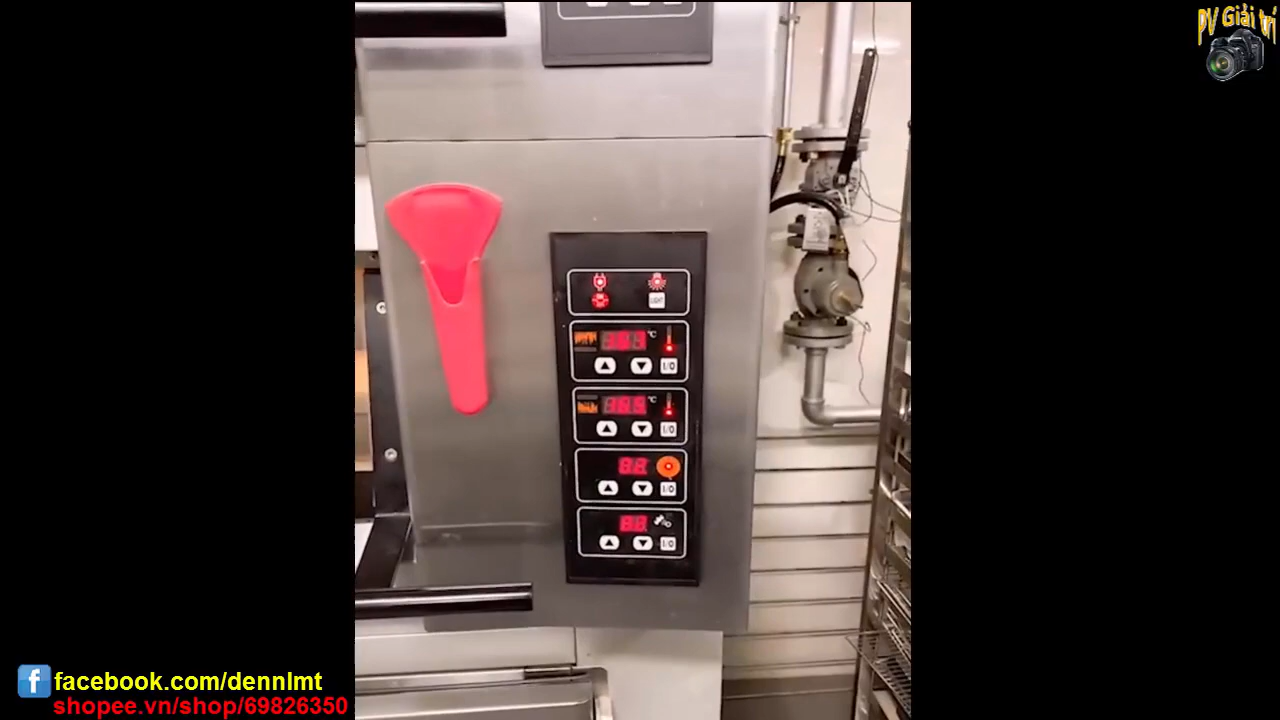 PV Giải trí
LIGHT
°C
I/O
°C
I/O
I/O
I/O
facebook.com/dennlmt
shopee.vn/shop/69826350